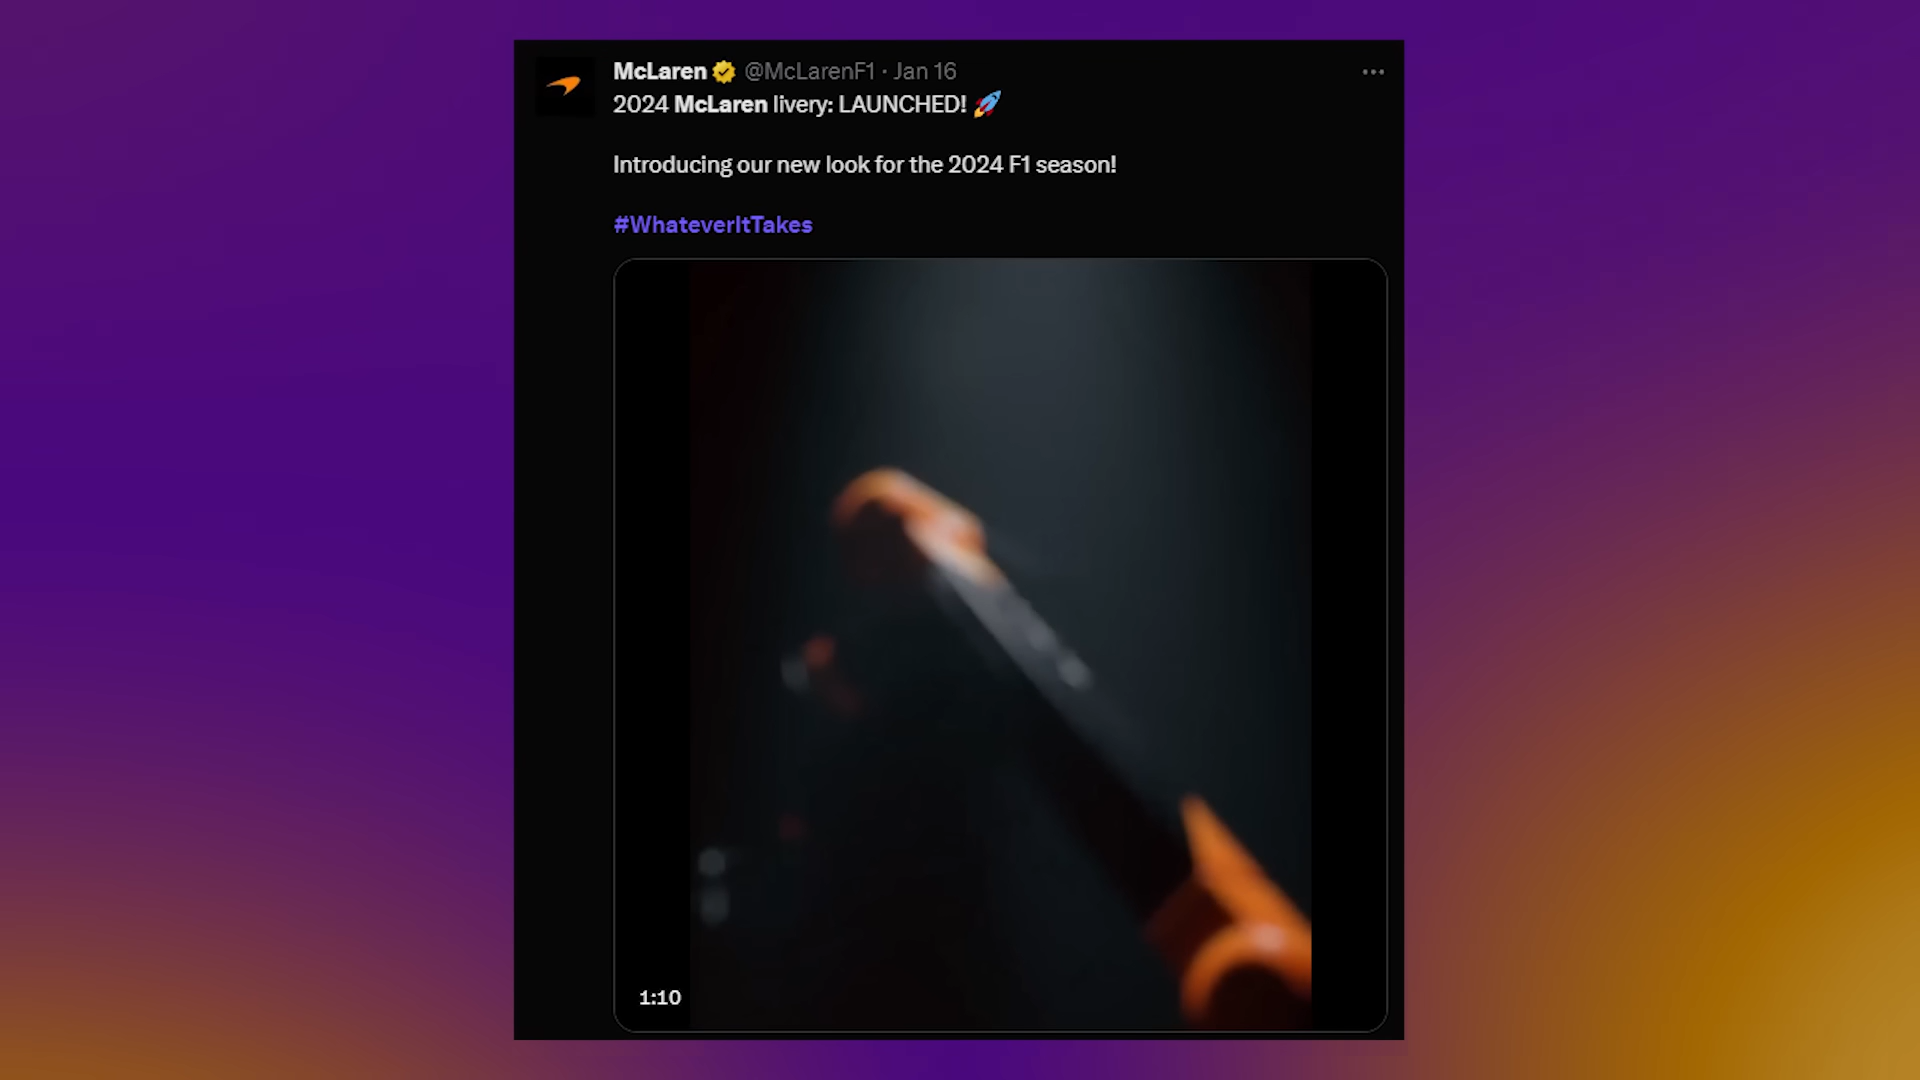 McLaren @McLarenF1 · Jan 16
2024 McLaren livery: LAUNCHED! 🚀
Introducing our new look for the 2024 F1 season!
#WhateverItTakes
1:10